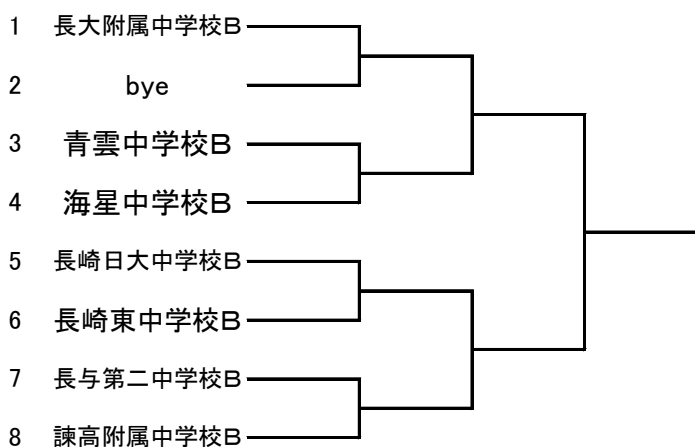 1 長大附属中学校B
2 bye
3 青雲中学校B
4 海星中学校B
5 長崎日大中学校B
6 長崎東中学校B
7 長与第二中学校B
8 諫高附属中学校B